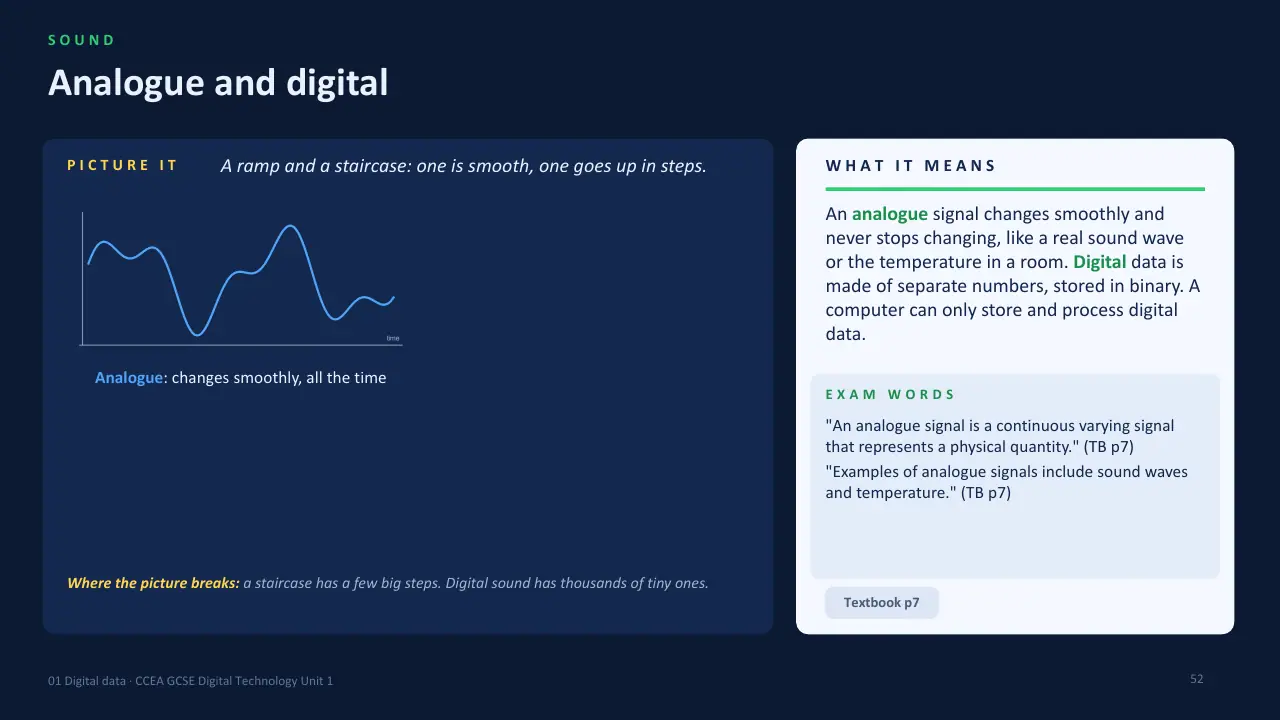 SOUND
Analogue and digital
PICTURE IT
A ramp and a staircase: one is smooth, one goes up in steps.
time
Analogue: changes smoothly, all the time
Where the picture breaks: a staircase has a few big steps. Digital sound has thousands of tiny ones.
WHAT IT MEANS
An analogue signal changes smoothly and
never stops changing, like a real sound wave
or the temperature in a room. Digital data is
made of separate numbers, stored in binary. A
computer can only store and process digital
data.
EXAM WORDS
"An analogue signal is a continuous varying signal
that represents a physical quantity." (TB p7)
"Examples of analogue signals include sound waves
and temperature." (TB p7)
Textbook p7
01 Digital data · CCEA GCSE Digital Technology Unit 1
52